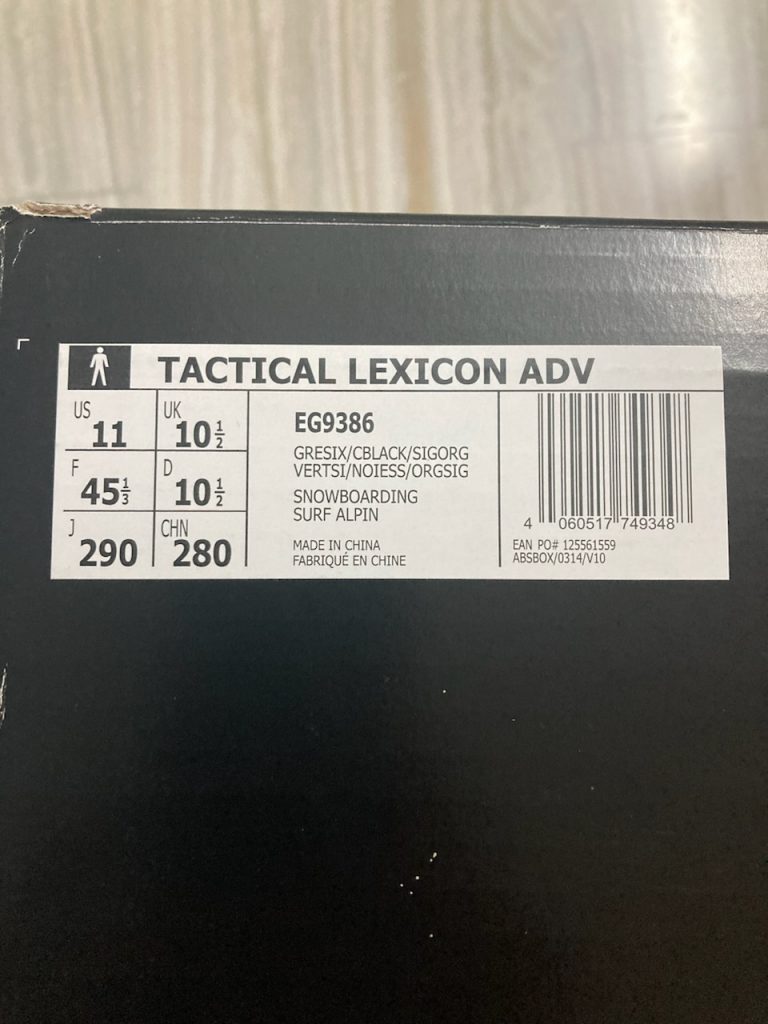 TACTICAL LEXICON ADV
US 11
UK 10 1/2
F 45 1/3
D 10 1/2
J 290
CHN 280
EG9386
GRESIX/CBLACK/SIGORG
VERTSI/NOIESS/ORGSIG
SNOWBOARDING
SURF ALPIN
MADE IN CHINA
FABRIQUÉ EN CHINE
4 060517 749348
EAN PO# 125561559
ABSBOX/0314/V10